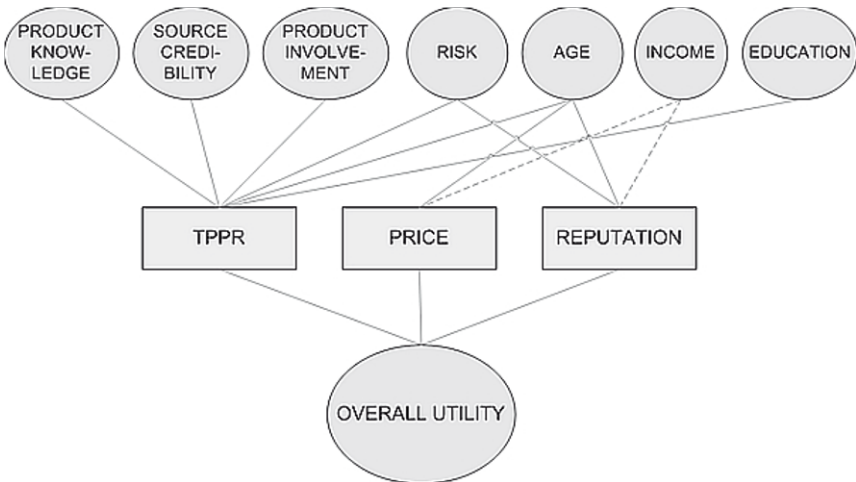 PRODUCT
KNOW-
LEDGE
SOURCE
CREDI-
BILITY
PRODUCT
INVOLVE-
MENT
RISK
AGE
INCOME
EDUCATION
TPPR
PRICE
REPUTATION
OVERALL UTILITY